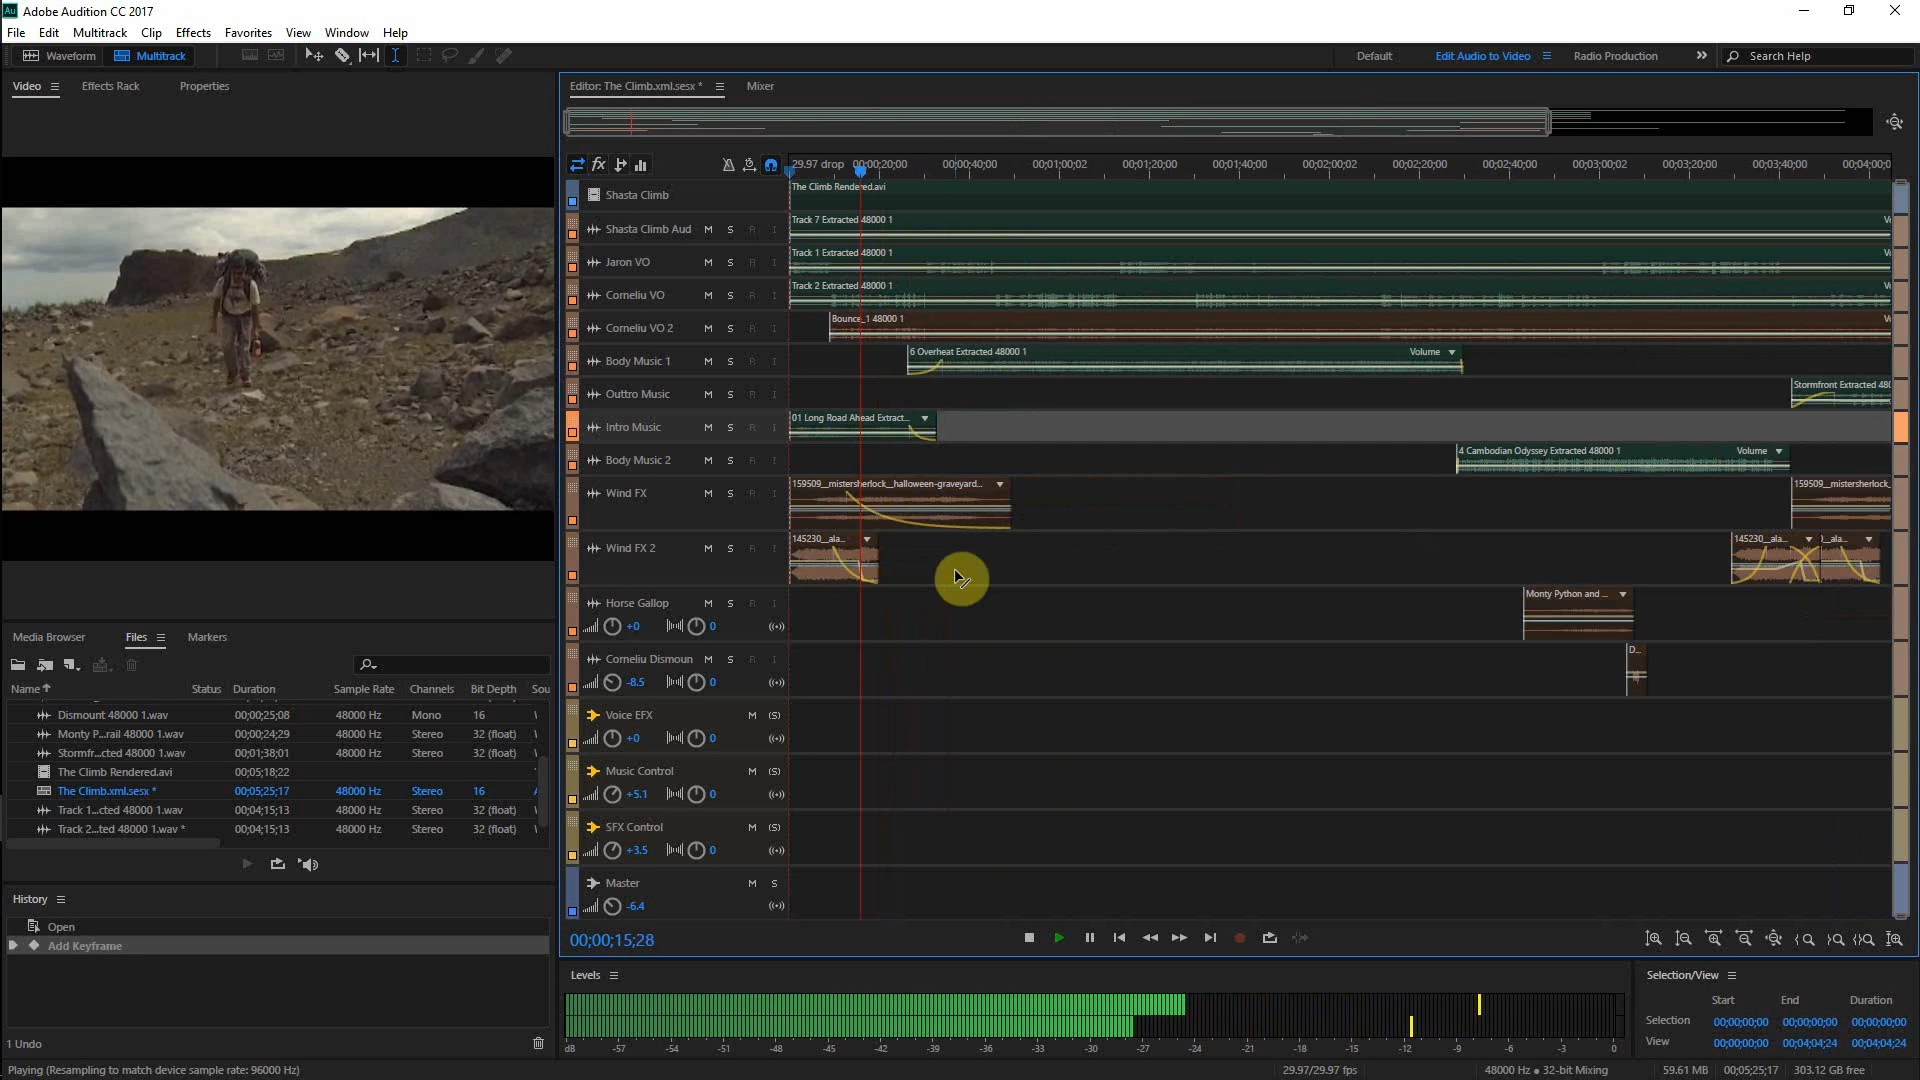 Au Adobe Audition CC 2017
File Edit Multitrack Clip Effects Favorites View Window Help
Waveform Multitrack Default Edit Audio to Video Radio Production Search Help
Video Effects Rack Properties
Editor: The Climb.xml.sesx * Mixer
29.97 drop 00;00;20;00 00;00;40;00 00;01;00;02 00;01;20;00 00;01;40;00 00;02;00;02 00;02;20;00 00;02;40;00 00;03;00;02 00;03;20;00 00;03;40;00 00;04;00;0
The Climb Rendered.avi
Shasta Climb
Track 7 Extracted 48000 1
Shasta Climb Aud M S R I
Track 1 Extracted 48000 1
Jaron VO M S R I
Track 2 Extracted 48000 1
Corneliu VO M S R I
Bounce_1 48000 1
Corneliu VO 2 M S R I
6 Overheat Extracted 48000 1 Volume
Body Music 1 M S R I
Stormfront Extracted 480
Outtro Music M S R I
01 Long Road Ahead Extract...
Intro Music M S R I
4 Cambodian Odyssey Extracted 48000 1 Volume
Body Music 2 M S R I
159509__mistersherlock__halloween-graveyard... 159509__mistersherlock_
Wind FX M S R I
145230__ala... 145230__ala... )__ala...
Wind FX 2 M S R I
Monty Python and ...
Horse Gallop M S R I
+0 0
D...
Corneliu Dismoun M S R I
-8.5 0
Voice EFX M (S)
+0 0
Music Control M (S)
+5.1 0
SFX Control M (S)
+3.5 0
Master M S
-6.4
00;00;15;28
Media Browser Files Markers
Name Status Duration Sample Rate Channels Bit Depth Sou
Dismount 48000 1.wav 00;00;25;08 48000 Hz Mono 16
Monty P...rail 48000 1.wav 00;00;24;29 48000 Hz Stereo 32 (float)
Stormfr...cted 48000 1.wav 00;01;38;01 48000 Hz Stereo 32 (float)
The Climb Rendered.avi 00;05;18;22
The Climb.xml.sesx * 00;05;25;17 48000 Hz Stereo 16
Track 1...cted 48000 1.wav 00;04;15;13 48000 Hz Stereo 32 (float)
Track 2...ted 48000 1.wav * 00;04;15;13 48000 Hz Stereo 32 (float)
History
Open
Add Keyframe
1 Undo
Levels
dB -57 -54 -51 -48 -45 -42 -39 -36 -33 -30 -27 -24 -21 -18 -15 -12 -9 -6 -3 0
Selection/View
Start End Duration
Selection 00;00;00;00 00;00;00;00 00;00;00;00
View 00;00;00;00 00;04;04;24 00;04;04;24
Playing (Resampling to match device sample rate: 96000 Hz) 29.97/29.97 fps 48000 Hz • 32-bit Mixing 59.61 MB 00;05;25;17 303.12 GB free